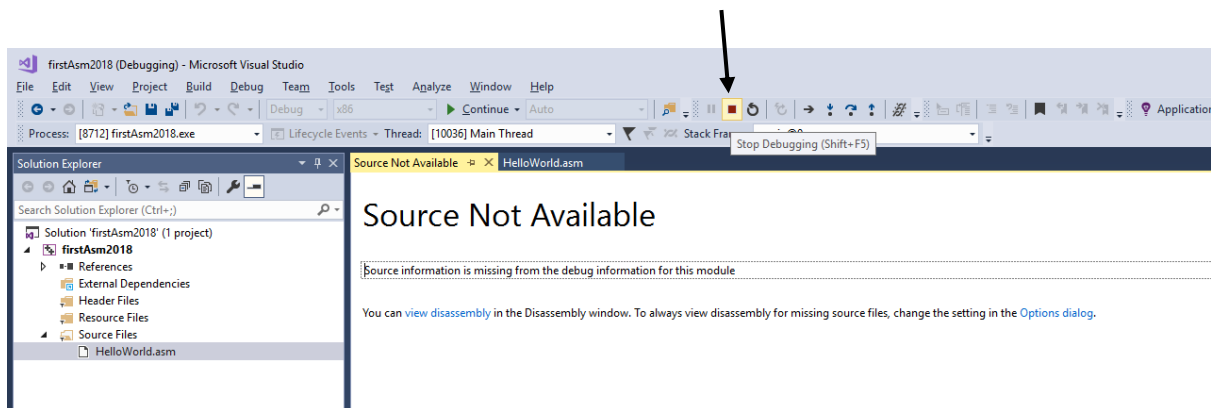 firstAsm2018 (Debugging) - Microsoft Visual Studio
File Edit View Project Build Debug Team Tools Test Analyze Window Help
Debug x86 Continue Auto Application
Process: [8712] firstAsm2018.exe Lifecycle Events Thread: [10036] Main Thread Stack
Stop Debugging (Shift+F5)
Solution Explorer
Source Not Available HelloWorld.asm
Search Solution Explorer (Ctrl+;)
Source Not Available
Solution 'firstAsm2018' (1 project)
firstAsm2018
References
External Dependencies
Header Files
Resource Files
Source Files
HelloWorld.asm
Source information is missing from the debug information for this module
You can view disassembly in the Disassembly window. To always view disassembly for missing source files, change the setting in the Options dialog.